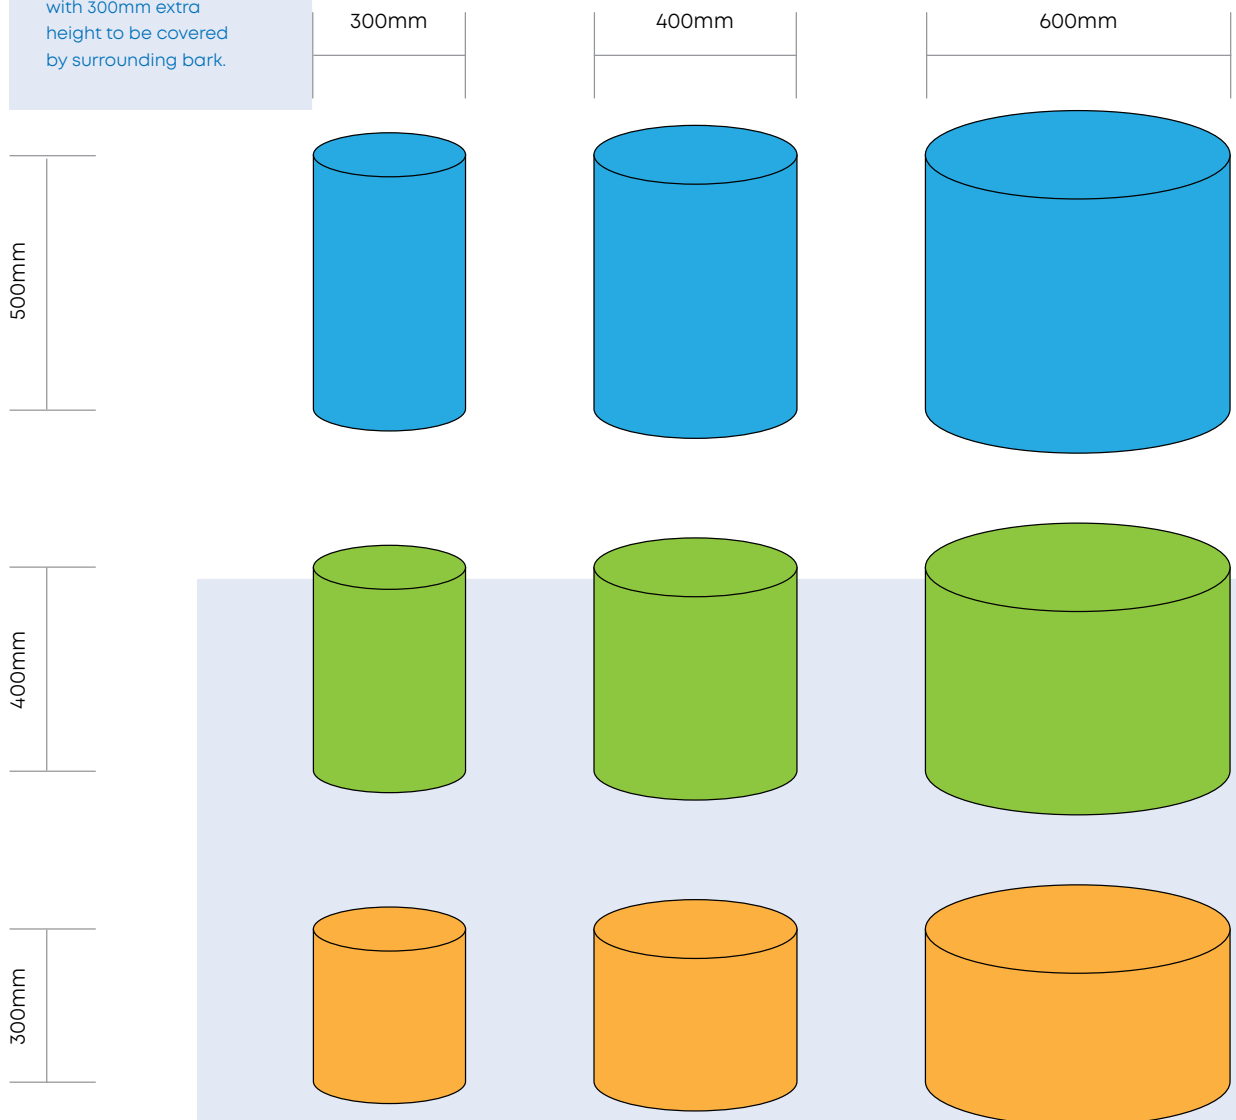 with 300mm extra
height to be covered
by surrounding bark.
300mm
400mm
600mm
500mm
400mm
300mm